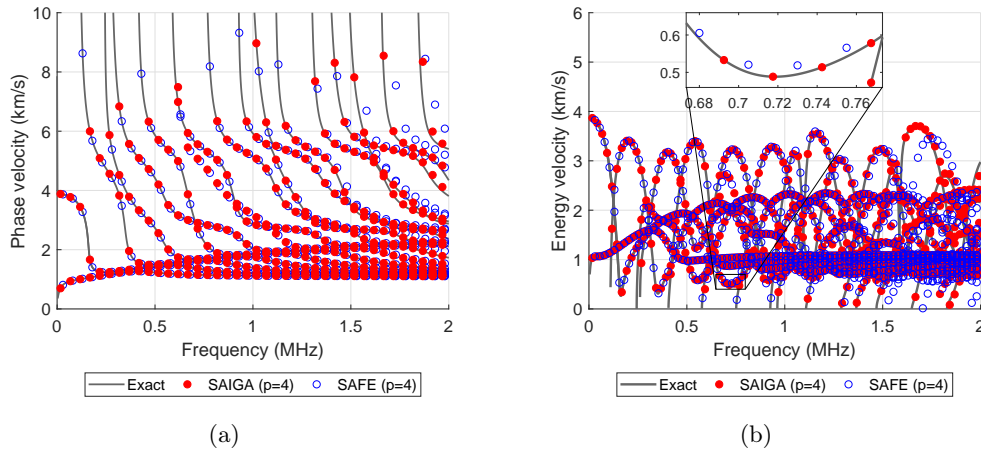 10
8
6
4
2
0
Phase velocity (km/s)
0 0.5 1 1.5 2
Frequency (MHz)
Exact SAIGA (p=4) SAFE (p=4)
(a)
6
5
4
3
2
1
0
Energy velocity (km/s)
0.6
0.5
0.68 0.7 0.72 0.74 0.76
0 0.5 1 1.5 2
Frequency (MHz)
Exact SAIGA (p=4) SAFE (p=4)
(b)